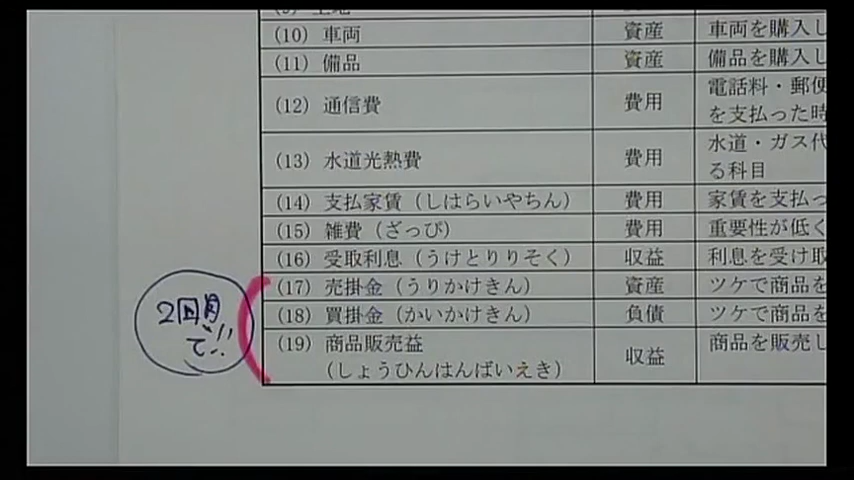 (10) 車両 資産 車両を購入し
(11) 備品 資産 備品を購入し
(12) 通信費 費用 電話料・郵便
を支払った時
(13) 水道光熱費 費用 水道・ガス代
る科目
(14) 支払家賃(しはらいやちん) 費用 家賃を支払っ
(15) 雑費(ざっぴ) 費用 重要性が低く
(16) 受取利息(うけとりりそく) 収益 利息を受け取
(17) 売掛金(うりかけきん) 資産 ツケで商品を
(18) 買掛金(かいかけきん) 負債 ツケで商品を
(19) 商品販売益 収益 商品を販売し
(しょうひんはんばいえき)
2回目
で!!